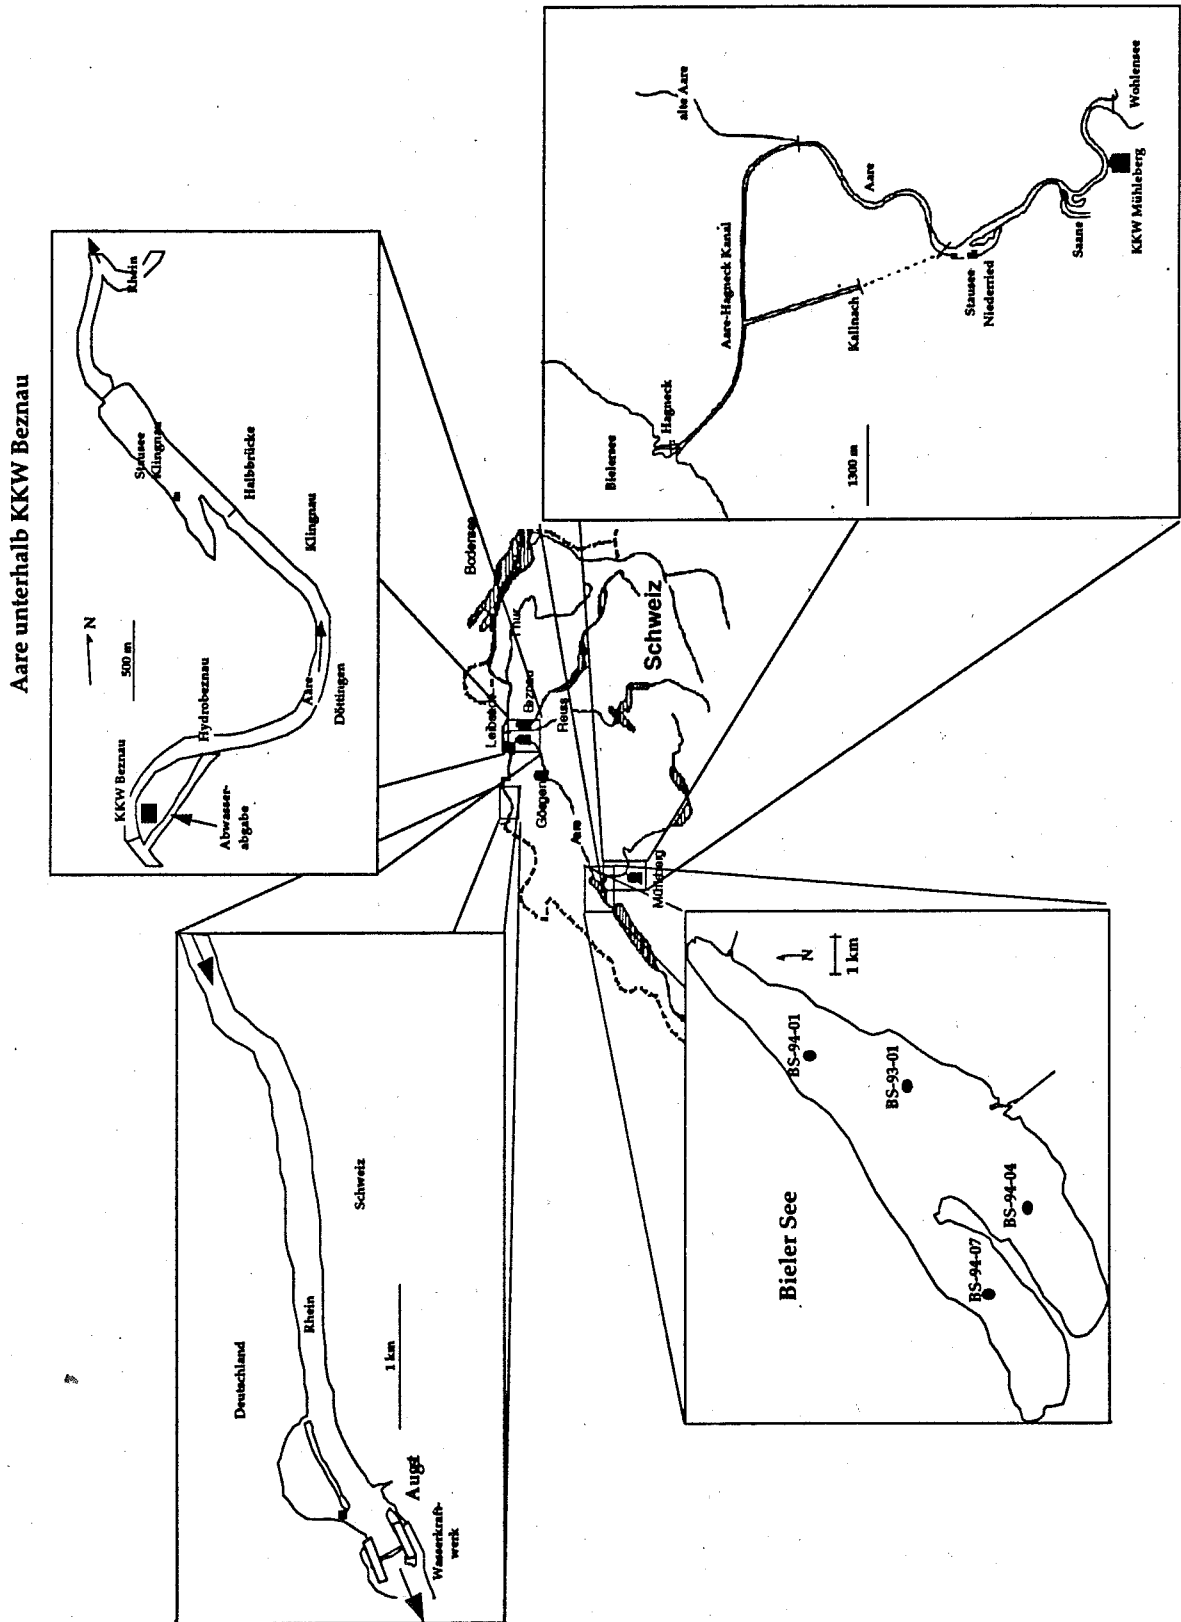 Aare unterhalb KKW Beznau
KKW Beznau
Hydrobeznau
Abwasser-
abgabe
500 m
N
Aare
Döttingen
Klingnau
Halbbrücke
Stausee
Klingnau
Rhein
Deutschland
Rhein
Schweiz
1 km
Augst
Wasserkraft-
werk
Bodensee
Thur
Beznau
Reuss
Gösgen
Aare
Mühleberg
Schweiz
alte Aare
Aare-Hagneck Kanal
Aare
Hagneck
Bielersee
Kallnach
Stausee
Niederried
Saane
Wohlensee
KKW Mühleberg
1300 m
Bieler See
BS-94-01
BS-93-01
BS-94-04
BS-94-07
N
1 km